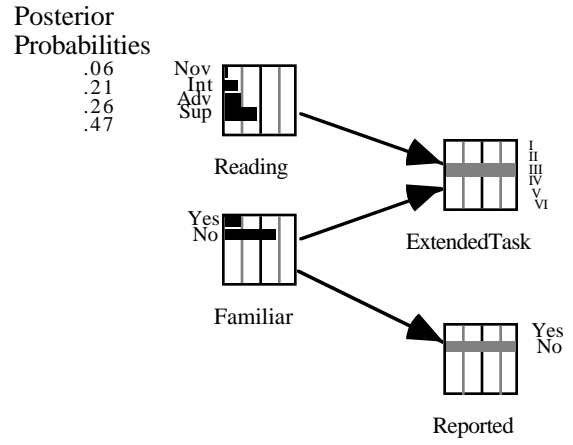 Posterior
Probabilities
.06
.21
.26
.47
Nov
Int
Adv
Sup
Reading
I
II
III
IV
V
VI
ExtendedTask
Yes
No
Familiar
Yes
No
Reported